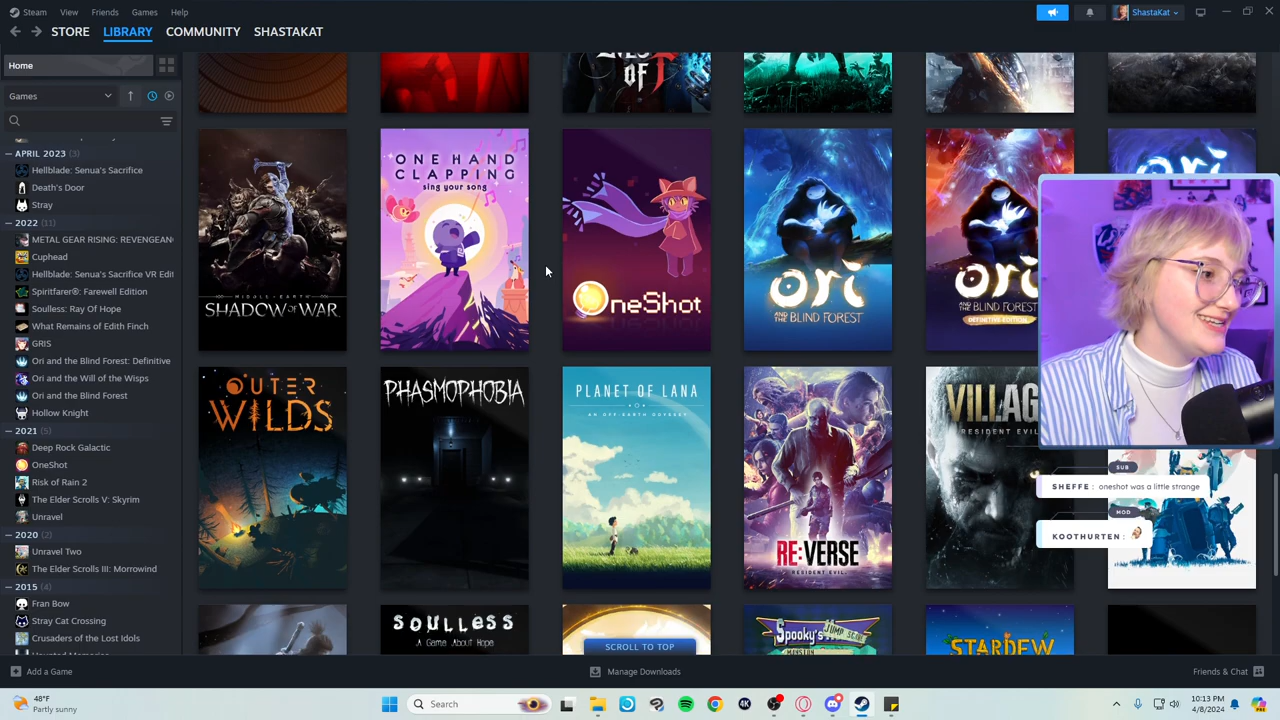 Steam View Friends Games Help
ShastaKat
STORE LIBRARY COMMUNITY SHASTAKAT
Home
Games
APRIL 2023 (3)
Hellblade: Senua's Sacrifice
Death's Door
Stray
2022 (11)
METAL GEAR RISING: REVENGEAN
Cuphead
Hellblade: Senua's Sacrifice VR Edit
Spiritfarer®: Farewell Edition
Soulless: Ray Of Hope
What Remains of Edith Finch
GRIS
Ori and the Blind Forest: Definitive
Ori and the Will of the Wisps
Ori and the Blind Forest
Hollow Knight
2021 (5)
Deep Rock Galactic
OneShot
Risk of Rain 2
The Elder Scrolls V: Skyrim
Unravel
2020 (2)
Unravel Two
The Elder Scrolls III: Morrowind
2015 (4)
Fran Bow
Stray Cat Crossing
Crusaders of the Lost Idols
OF
MIDDLE-EARTH
SHADOW OF WAR
ONE HAND
CLAPPING
sing your song
OneShot
ori
AND THE BLIND FOREST
ori
AND THE BLIND FOREST
DEFINITIVE EDITION
ori
OUTER
WILDS
PHASMOPHOBIA
PLANET OF LANA
AN OFF-EARTH ODYSSEY
RE:VERSE
RESIDENT EVIL
VILLAG
RESIDENT EVIL
SUB
SHEFFE : oneshot was a little strange
MOD
KOOTHURTEN :
SOULLESS
A Game About Hope
Spooky's
JUMP SCARE
MANSION
STARDEW
SCROLL TO TOP
Add a Game
Manage Downloads
Friends & Chat
48°F
Partly sunny
Search
4K
10:13 PM
4/8/2024